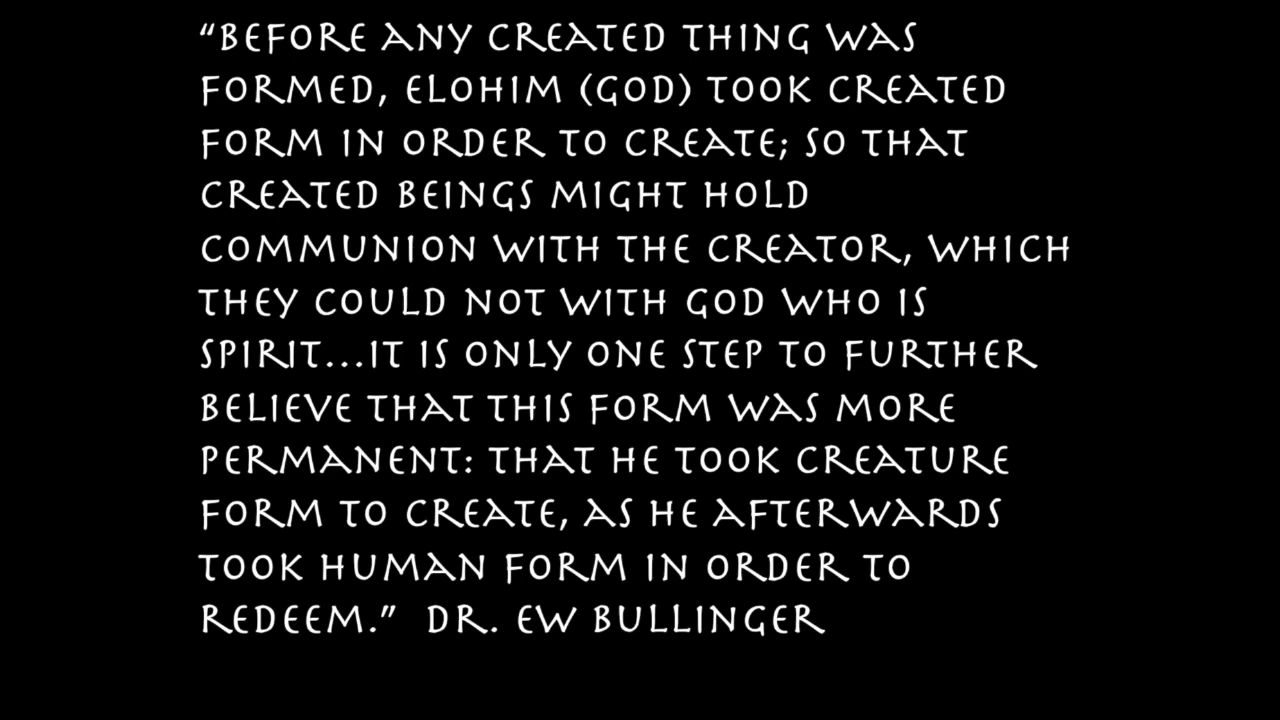 “BEFORE ANY CREATED THING WAS
FORMED, ELOHIM (GOD) TOOK CREATED
FORM IN ORDER TO CREATE; SO THAT
CREATED BEINGS MIGHT HOLD
COMMUNION WITH THE CREATOR, WHICH
THEY COULD NOT WITH GOD WHO IS
SPIRIT...IT IS ONLY ONE STEP TO FURTHER
BELIEVE THAT THIS FORM WAS MORE
PERMANENT: THAT HE TOOK CREATURE
FORM TO CREATE, AS HE AFTERWARDS
TOOK HUMAN FORM IN ORDER TO
REDEEM.” DR. EW BULLINGER